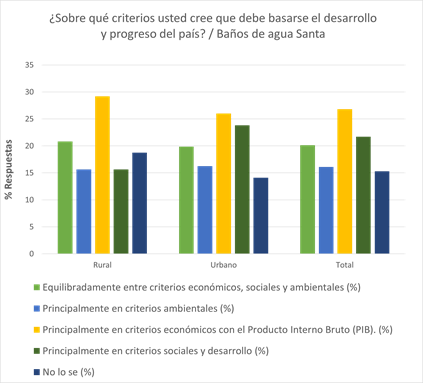 ¿Sobre qué criterios usted cree que debe basarse el desarrollo
y progreso del país? / Baños de agua Santa
% Respuestas
35
30
25
20
15
10
5
0
Rural
Urbano
Total
Equilibradamente entre criterios económicos, sociales y ambientales (%)
Principalmente en criterios ambientales (%)
Principalmente en criterios económicos con el Producto Interno Bruto (PIB). (%)
Principalmente en criterios sociales y desarrollo (%)
No lo se (%)